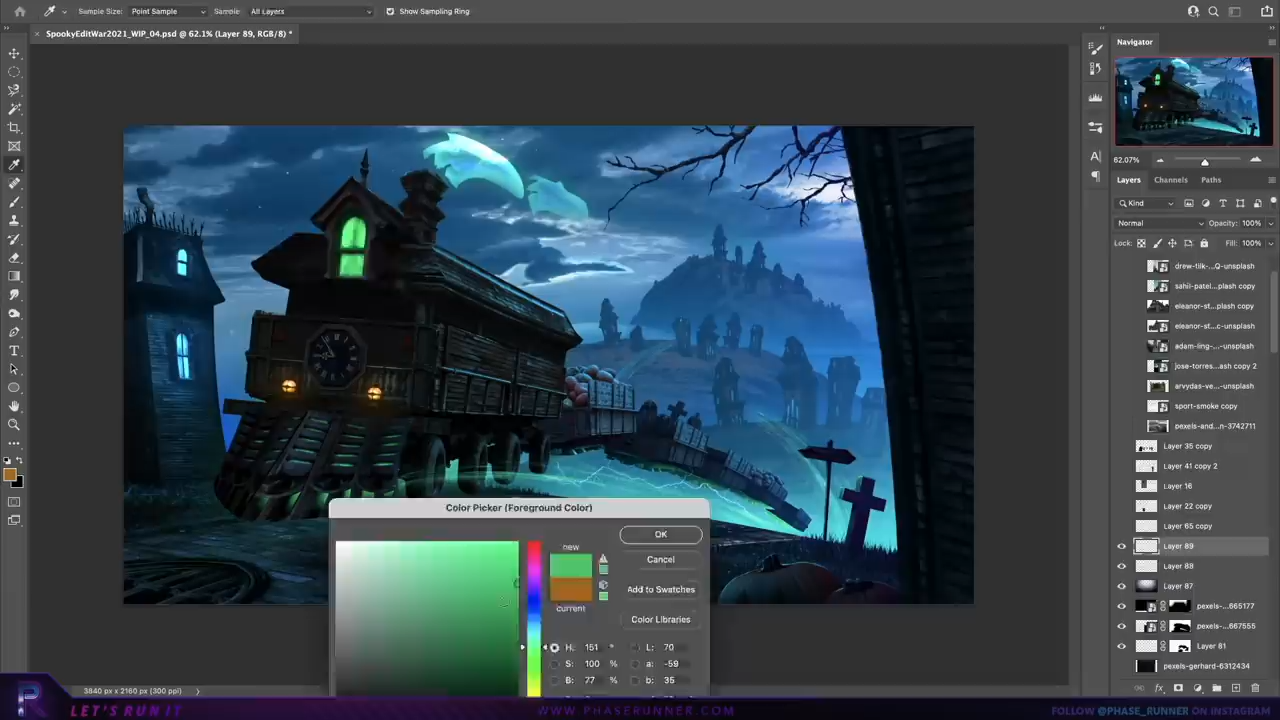 Sample Size: Point Sample Sample: All Layers Show Sampling Ring
× SpookyEditWar2021_WIP_04.psd @ 62.1% (Layer 89, RGB/8) *
Navigator
62.07%
Layers Channels Paths
Kind
Normal Opacity: 100%
Lock: Fill: 100%
drew-tilk-...Q-unsplash
sahil-patel...plash copy
eleanor-st...plash copy
eleanor-st...copy-unsplash
adam-ling-...-unsplash
jose-torres...ash copy 2
arvydas-ve...-unsplash
sport-smoke copy
pexels-and...n-3742711
Layer 35 copy
Layer 41 copy 2
Layer 16
Layer 22 copy
Layer 65 copy
Layer 89
Layer 88
Layer 87
pexels-...665177
pexels-...667555
Layer 81
pexels-gerhard-6312434
Color Picker (Foreground Color)
new
current
OK
Cancel
Add to Swatches
Color Libraries
H: 151 ° L: 70
S: 100 % a: -59
B: 77 % b: 35
3840 px x 2160 px (300 ppi)
LET'S RUN IT
WWW.PHASERUNNER.COM
FOLLOW @PHASE_RUNNER ON INSTAGRAM